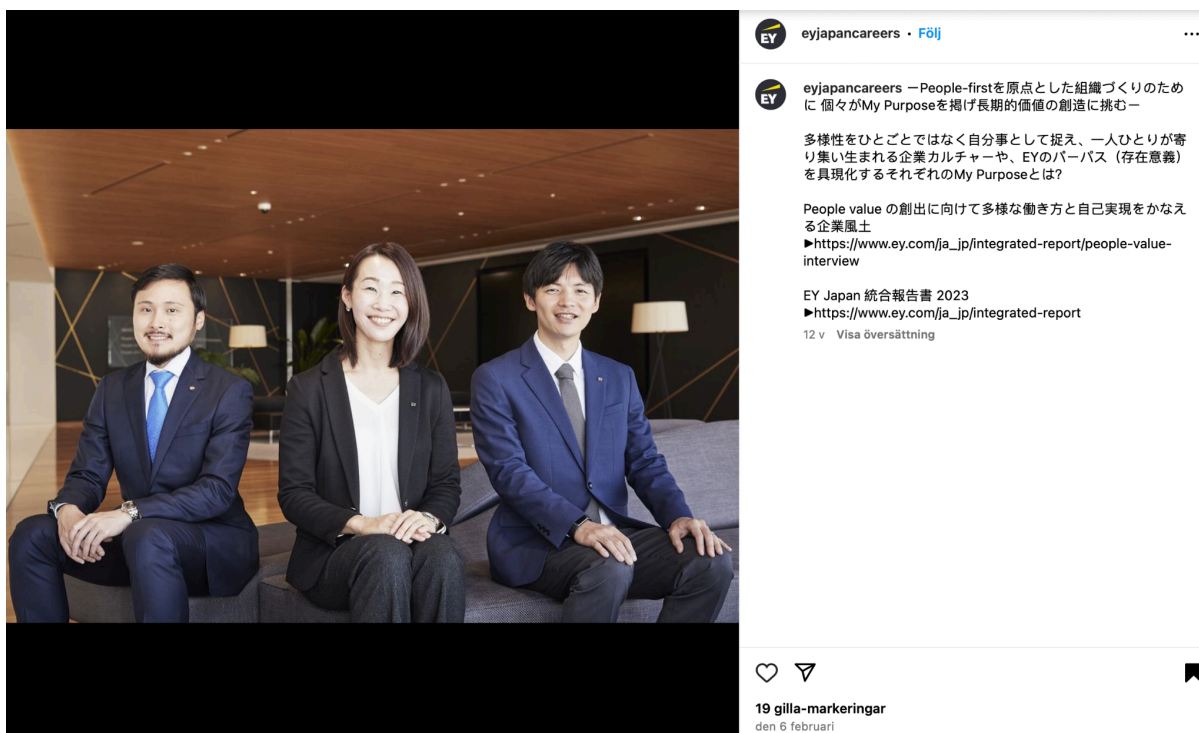 EY
eyjapancareers • Följ
EY
eyjapancareers －People-firstを原点とした組織づくりのため
に 個々がMy Purposeを掲げ長期的価値の創造に挑む－
多様性をひとごとではなく自分事として捉え、一人ひとりが寄
り集い生まれる企業カルチャーや、EYのパーパス（存在意義）
を具現化するそれぞれのMy Purposeとは?
People value の創出に向けて多様な働き方と自己実現をかなえ
る企業風土
▶https://www.ey.com/ja_jp/integrated-report/people-value-
interview
EY Japan 統合報告書 2023
▶https://www.ey.com/ja_jp/integrated-report
12 v Visa översättning
19 gilla-markeringar
den 6 februari